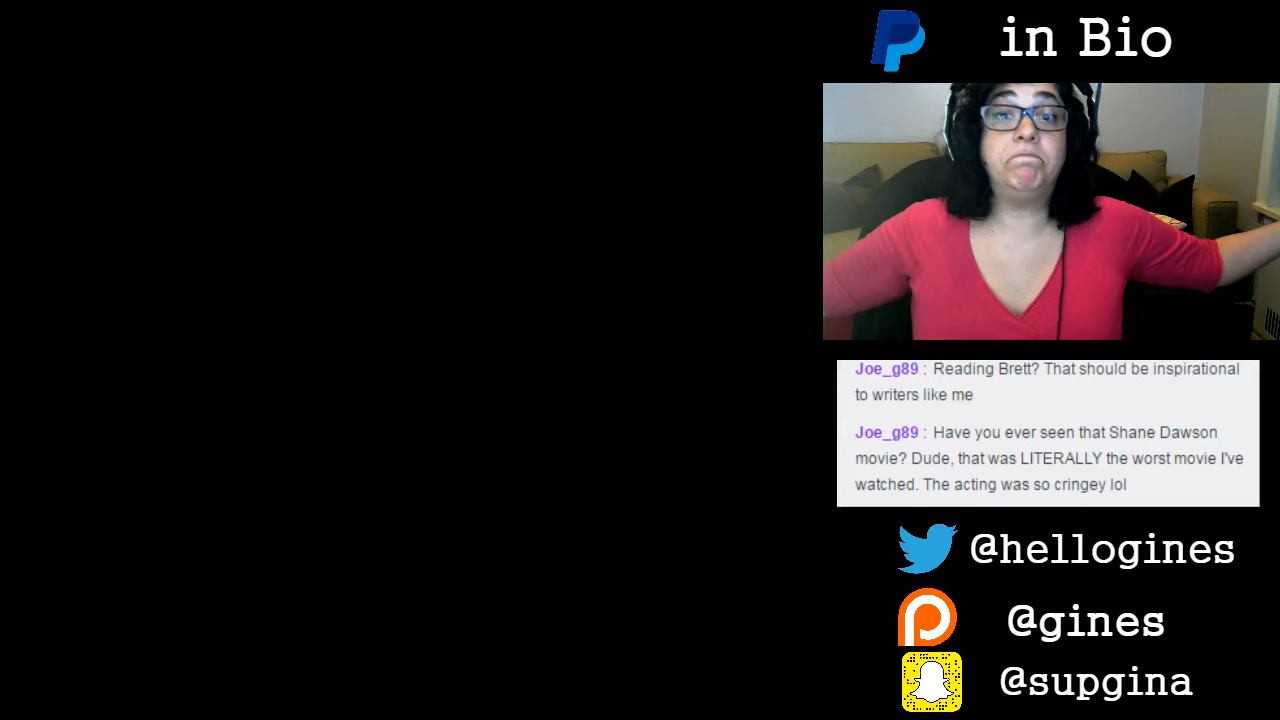 in Bio
Joe_g89 : Reading Brett? That should be inspirational
to writers like me
Joe_g89 : Have you ever seen that Shane Dawson
movie? Dude, that was LITERALLY the worst movie I've
watched. The acting was so cringey lol
@hellogines
@gines
@supgina